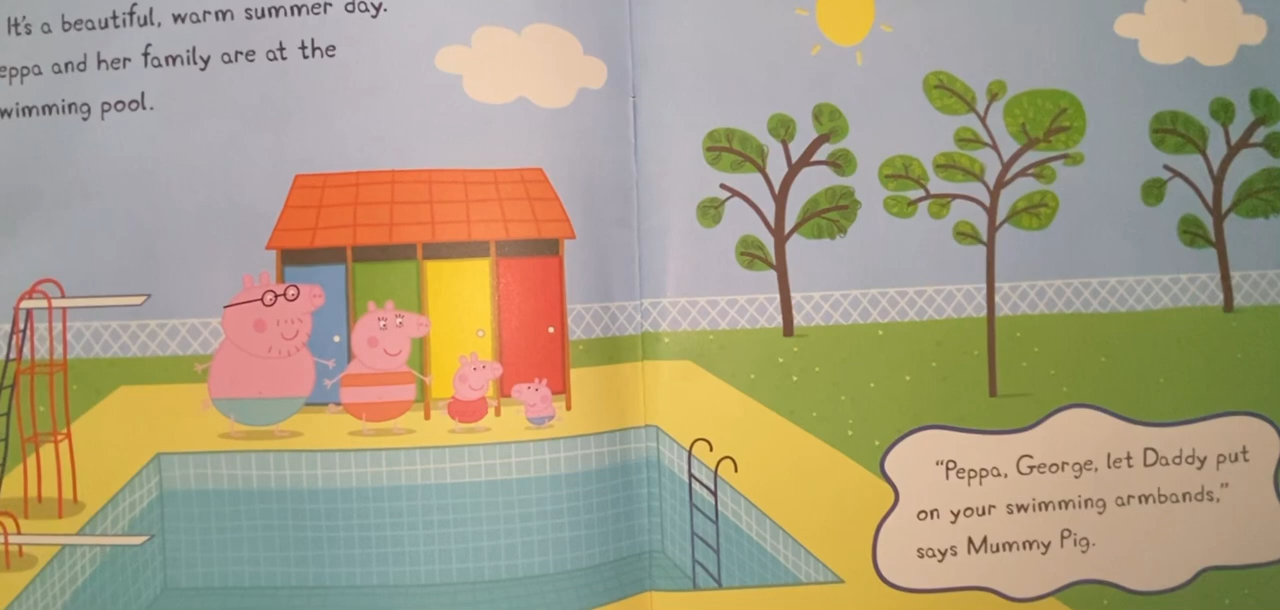 It's a beautiful, warm summer day.
eppa and her family are at the
wimming pool.
"Peppa, George, let Daddy put
on your swimming armbands,"
says Mummy Pig.